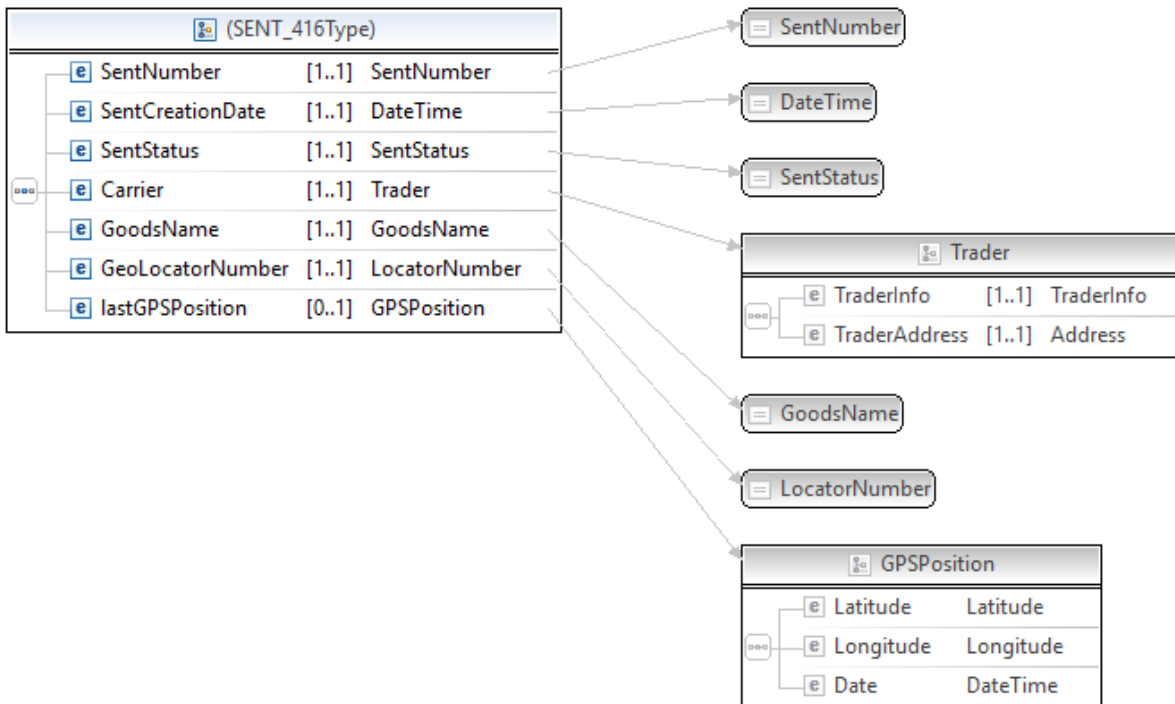 (SENT_416Type)
SentNumber [1..1] SentNumber
SentCreationDate [1..1] DateTime
SentStatus [1..1] SentStatus
Carrier [1..1] Trader
GoodsName [1..1] GoodsName
GeoLocatorNumber [1..1] LocatorNumber
lastGPSPosition [0..1] GPSPosition
SentNumber
DateTime
SentStatus
Trader
TraderInfo [1..1] TraderInfo
TraderAddress [1..1] Address
GoodsName
LocatorNumber
GPSPosition
Latitude Latitude
Longitude Longitude
Date DateTime